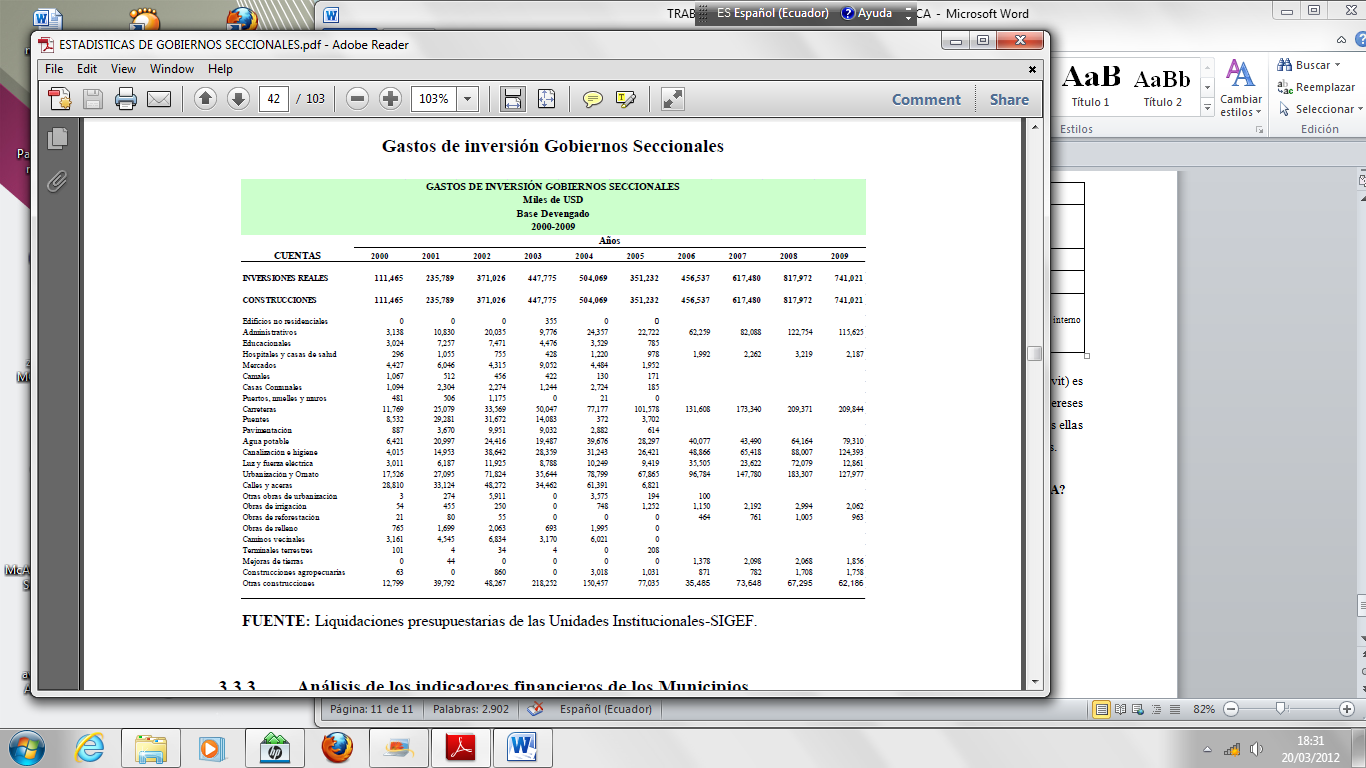 TRAB
ES Español (Ecuador) Ayuda
CA - Microsoft Word
ESTADISTICAS DE GOBIERNOS SECCIONALES.pdf - Adobe Reader
File Edit View Window Help
42 / 103 103% Comment Share
AaB AaBb
Título 1 Título 2
Cambiar estilos
Buscar
Reemplazar
Seleccionar
Estilos Edición
Gastos de inversión Gobiernos Seccionales
GASTOS DE INVERSIÓN GOBIERNOS SECCIONALES
Miles de USD
Base Devengado
2000-2009
Años
CUENTAS 2000 2001 2002 2003 2004 2005 2006 2007 2008 2009
INVERSIONES REALES 111,465 235,789 371,026 447,775 504,069 351,232 456,537 617,480 817,972 741,021
CONSTRUCCIONES 111,465 235,789 371,026 447,775 504,069 351,232 456,537 617,480 817,972 741,021
Edificios no residenciales 0 0 0 355 0 0
Administrativos 3,138 10,830 20,035 9,776 24,357 22,722 62,259 82,088 122,754 115,625
Educacionales 3,024 7,257 7,471 4,476 3,529 785
Hospitales y casas de salud 296 1,055 755 428 1,220 978 1,992 2,262 3,219 2,187
Mercados 4,427 6,046 4,315 9,052 4,484 1,952
Camales 1,067 512 456 422 130 171
Casas Comunales 1,094 2,304 2,274 1,244 2,724 185
Puertos, muelles y muros 481 506 1,175 0 21 0
Carreteras 11,769 25,079 33,569 50,047 77,177 101,578 131,608 173,340 209,371 209,844
Puentes 8,532 29,281 31,672 14,083 372 3,702
Pavimentación 887 3,670 9,951 9,032 2,882 614
Agua potable 6,421 20,997 24,416 19,487 39,676 28,297 40,077 43,490 64,164 79,310
Canalización e higiene 4,015 14,953 38,642 28,359 31,243 26,421 48,866 65,418 88,007 124,393
Luz y fuerza eléctrica 3,011 6,187 11,925 8,788 10,249 9,419 35,505 23,622 72,079 12,861
Urbanización y Ornato 17,526 27,095 71,824 35,644 78,799 67,865 96,784 147,780 183,307 127,977
Calles y aceras 28,810 33,124 48,272 34,462 61,391 6,821
Otras obras de urbanización 3 274 5,911 0 3,575 194 100
Obras de irrigación 54 455 250 0 748 1,252 1,150 2,192 2,994 2,062
Obras de reforestación 21 80 55 0 0 0 464 761 1,005 963
Obras de relleno 765 1,699 2,063 693 1,995 0
Caminos vecinales 3,161 4,545 6,834 3,170 6,021 0
Terminales terrestres 101 4 34 4 0 208
Mejoras de tierras 0 44 0 0 0 0 1,378 2,098 2,068 1,856
Construcciones agropecuarias 63 0 860 0 3,018 1,031 871 782 1,708 1,758
Otras construcciones 12,799 39,792 48,267 218,252 150,457 77,035 35,485 73,648 67,295 62,186
FUENTE: Liquidaciones presupuestarias de las Unidades Institucionales-SIGEF.
3.3.3 Análisis de los indicadores financieros de los Municipios
interno
vit) es
ereses
s ellas
s.
A?
Página: 11 de 11 Palabras: 2.902 Español (Ecuador) 82%
18:31
20/03/2012